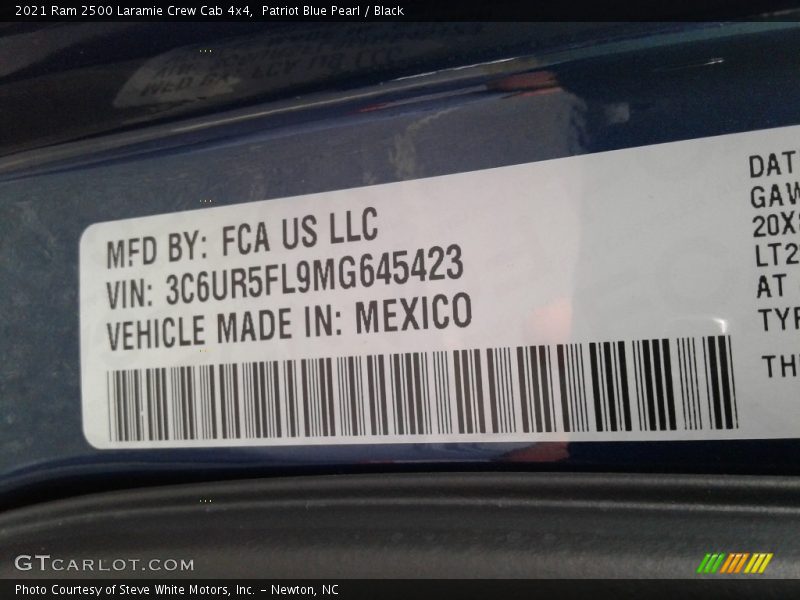 2021 Ram 2500 Laramie Crew Cab 4x4, Patriot Blue Pearl / Black
MFD BY: FCA US LLC
VIN: 3C6UR5FL9MG645423
VEHICLE MADE IN: MEXICO
DAT
GAW
20X
LT2
AT
TYP
TH
GTCARLOT.COM
Photo Courtesy of Steve White Motors, Inc. - Newton, NC